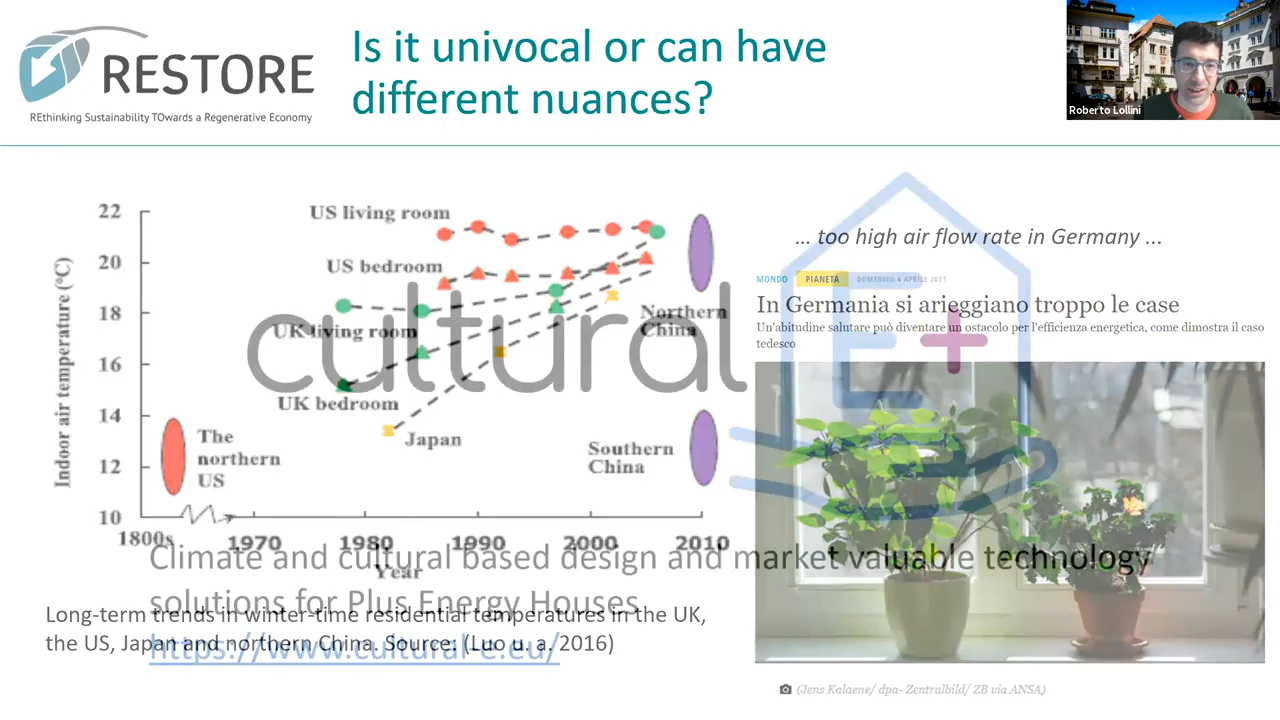 RESTORE
REthinking Sustainability TOwards a Regenerative Economy
Is it univocal or can have
different nuances?
Roberto Lollini
22
20
18
16
14
12
10
Indoor air temperature (°C)
US living room
US bedroom
UK living room
UK bedroom
Japan
The
northern
US
Northern
China
Southern
China
1800s
1970
1980
1990
2000
2010
Year
Long-term trends in winter-time residential temperatures in the UK,
the US, Japan and northern China. Source: (Luo u. a. 2016)
cultural E+
Climate and cultural based design and market valuable technology
solutions for Plus Energy Houses
https://www.cultural-e.eu/
... too high air flow rate in Germany ...
MONDO PIANETA DOMENICA 4 APRILE 2021
In Germania si arieggiano troppo le case
Un'abitudine salutare può diventare un ostacolo per l'efficienza energetica, come dimostra il caso
tedesco
(Jens Kalaene/ dpa- Zentralbild/ ZB via ANSA)